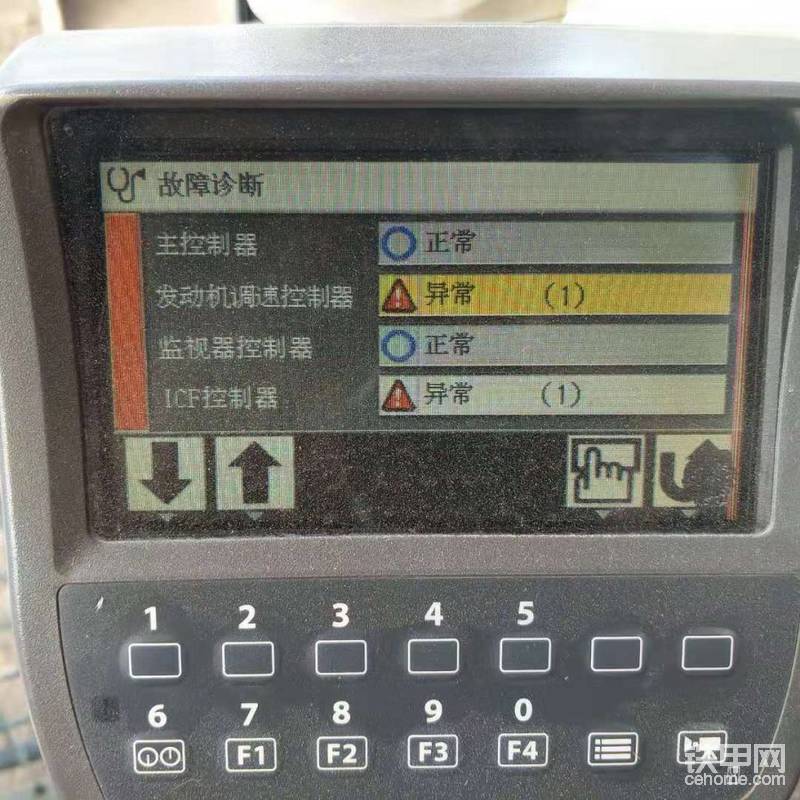 故障诊断
主控制器 正常
发动机调速控制器 异常 (1)
监视器控制器 正常
ICF控制器 异常 (1)
1 2 3 4 5
6 7 8 9 0
F1 F2 F3 F4
铁甲网
cehome.com